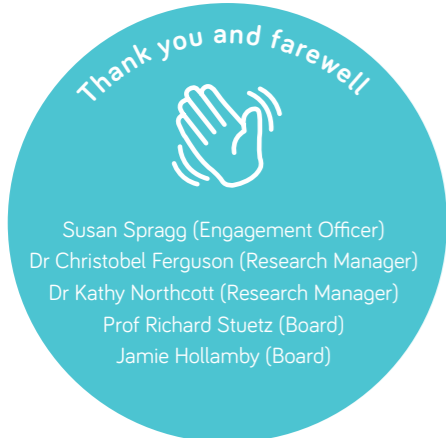 Thank you and farewell
Susan Spragg (Engagement Officer)
Dr Christobel Ferguson (Research Manager)
Dr Kathy Northcott (Research Manager)
Prof Richard Stuetz (Board)
Jamie Hollamby (Board)